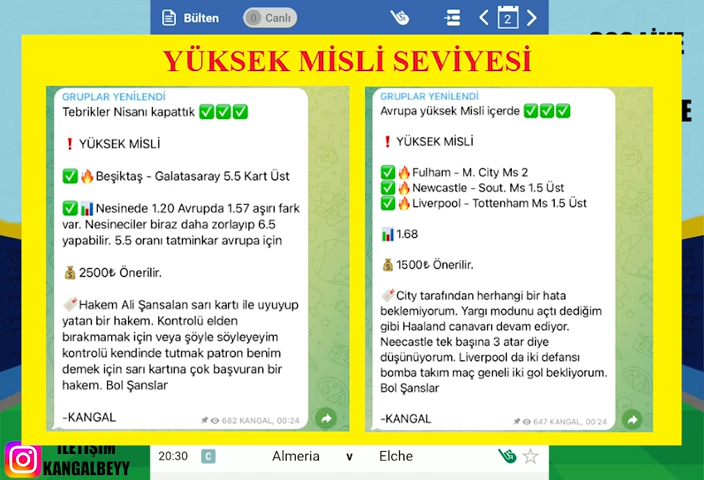 Bülten
0 Canlı
2
YÜKSEK MİSLİ SEVİYESİ
GRUPLAR YENİLENDİ
Tebrikler Nisanı kapattık ✅✅✅
❗ YÜKSEK MİSLİ
✅🔥Beşiktaş - Galatasaray 5.5 Kart Üst
✅📊Nesinede 1.20 Avrupda 1.57 aşırı fark
var. Nesineciler biraz daha zorlayıp 6.5
yapabilir. 5.5 oranı tatminkar avrupa için
💰2500₺ Önerilir.
Hakem Ali Şansalan sarı kartı ile uyuyup
yatan bir hakem. Kontrolü elden
bırakmamak için veya şöyle söyleyeyim
kontrolü kendinde tutmak patron benim
demek için sarı kartına çok başvuran bir
hakem. Bol Şanslar
-KANGAL
682 KANGAL, 00:24
GRUPLAR YENİLENDİ
Avrupa yüksek Misli içerde ✅✅✅
❗ YÜKSEK MİSLİ
✅🔥Fulham - M. City Ms 2
✅🔥Newcastle - Sout. Ms 1.5 Üst
✅🔥Liverpool - Tottenham Ms 1.5 Üst
📊1.68
💰1500₺ Önerilir.
City tarafından herhangi bir hata
beklemiyorum. Yargı modunu açtı dediğim
gibi Haaland canavarı devam ediyor.
Neecastle tek başına 3 atar diye
düşünüyorum. Liverpool da iki defansı
bomba takım maç geneli iki gol bekliyorum.
Bol Şanslar
-KANGAL
647 KANGAL, 00:24
İLETİŞİM
KANGALBEYY
20:30 C Almeria v Elche